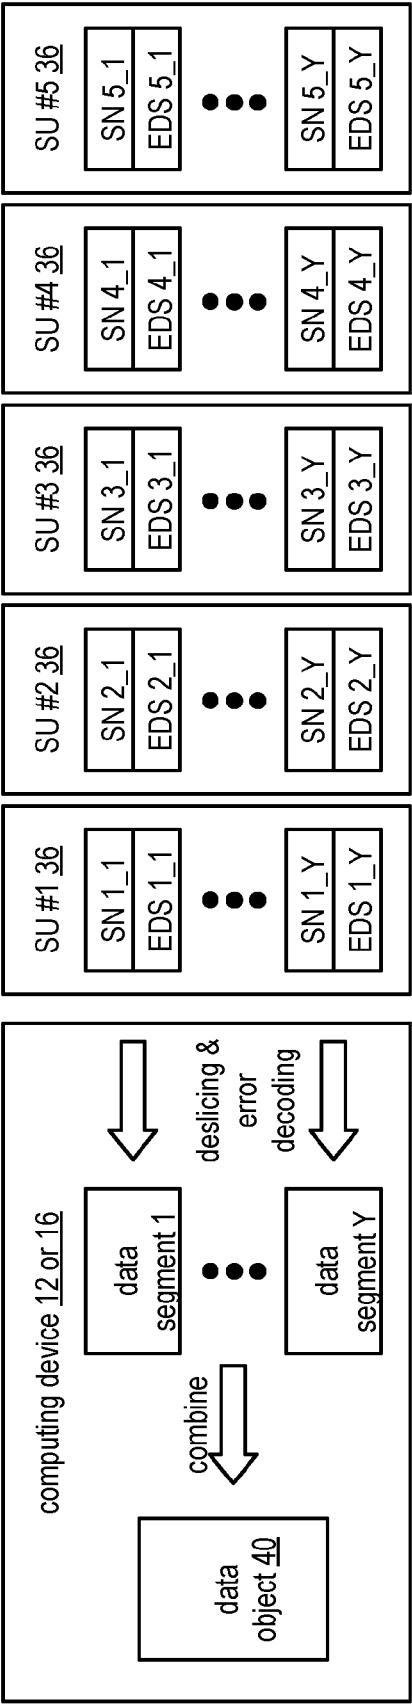 computing device 12 or 16
data
object 40
combine
data
segment 1
data
segment Y
deslicing &
error
decoding
SU #1 36
SN 1_1
EDS 1_1
SN 1_Y
EDS 1_Y
SU #2 36
SN 2_1
EDS 2_1
SN 2_Y
EDS 2_Y
SU #3 36
SN 3_1
EDS 3_1
SN 3_Y
EDS 3_Y
SU #4 36
SN 4_1
EDS 4_1
SN 4_Y
EDS 4_Y
SU #5 36
SN 5_1
EDS 5_1
SN 5_Y
EDS 5_Y